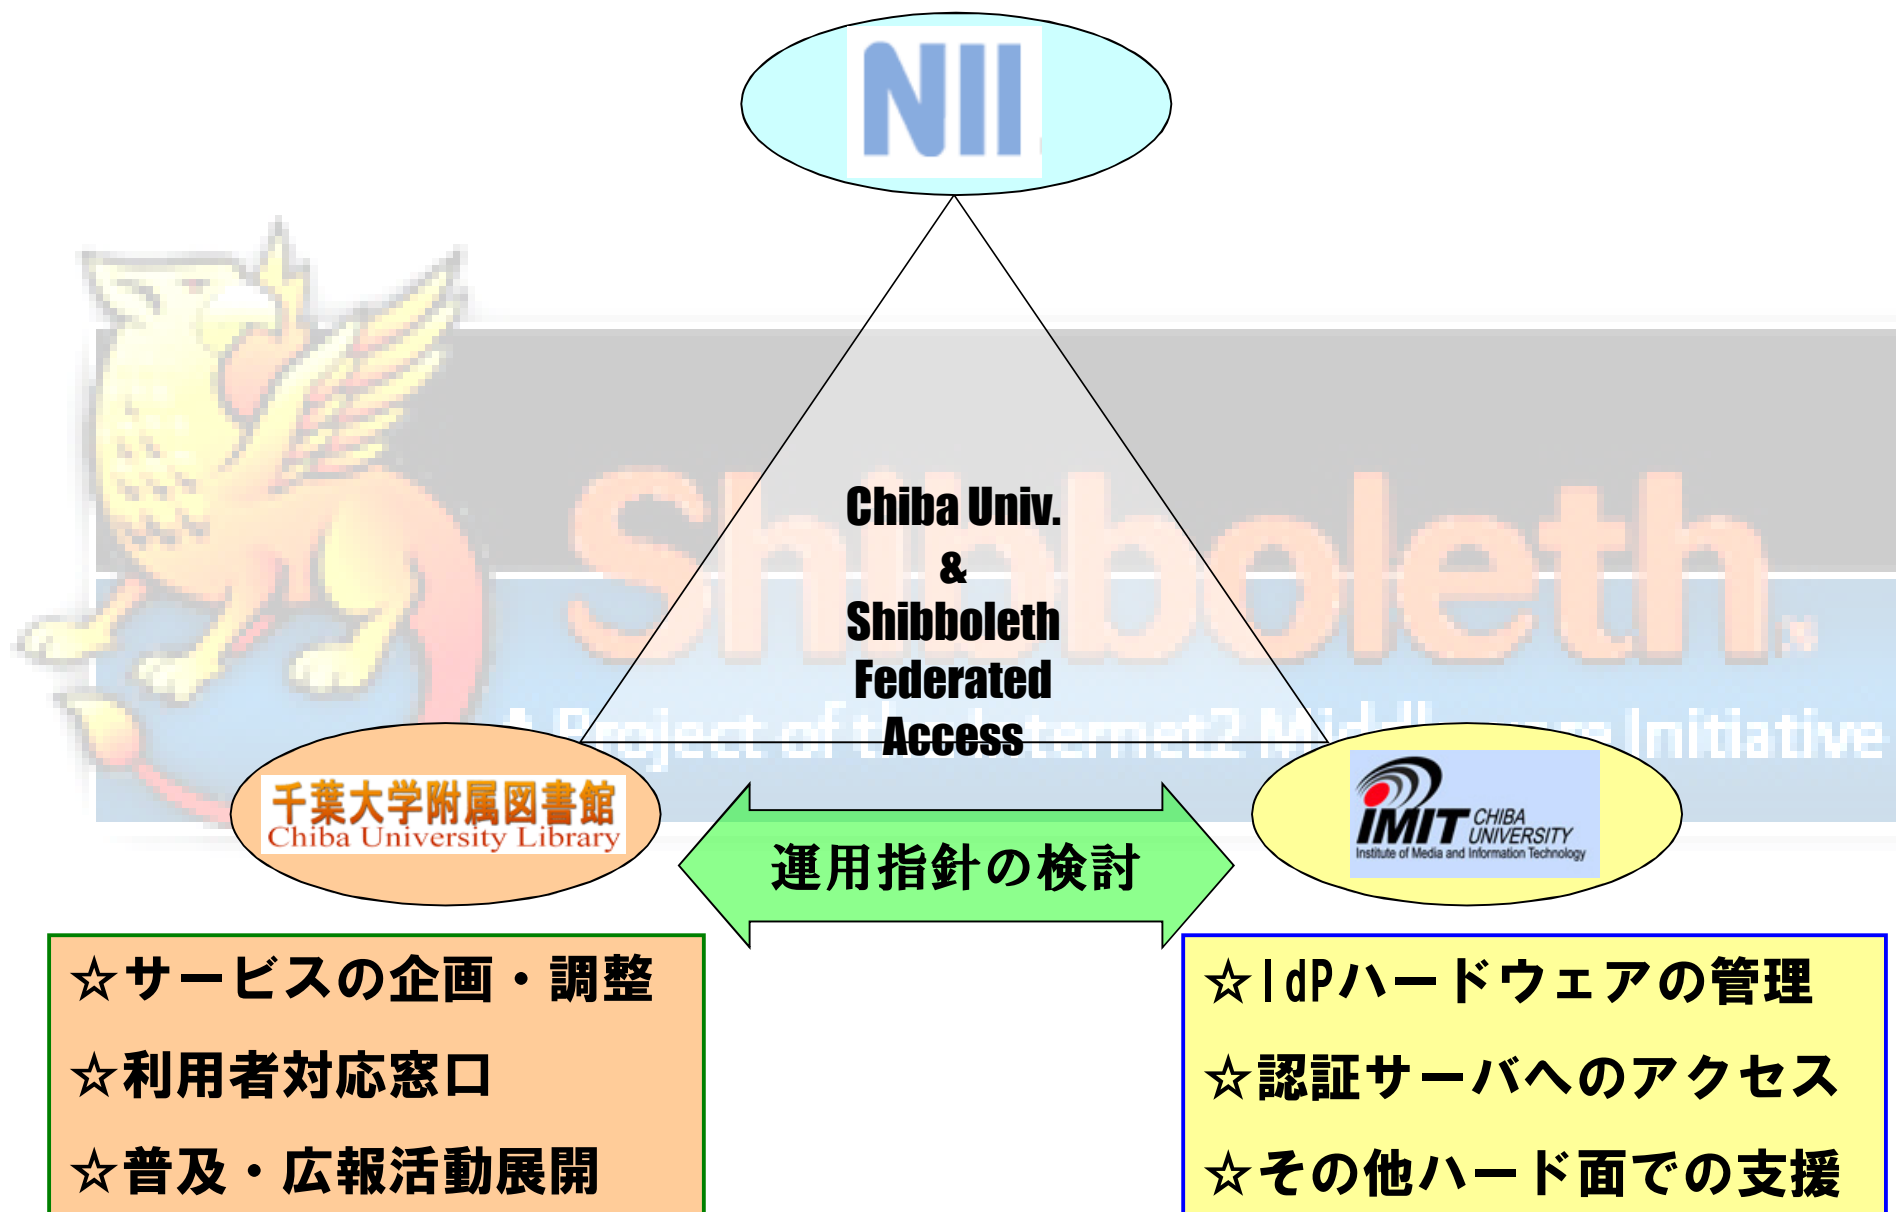 NII
Shibboleth
A Project of the Internet2 Middleware Initiative
Chiba Univ.
&
Shibboleth
Federated
Access
千葉大学附属図書館
Chiba University Library
運用指針の検討
IMIT CHIBA
UNIVERSITY
Institute of Media and Information Technology
☆サービスの企画・調整
☆利用者対応窓口
☆普及・広報活動展開
☆IdPハードウェアの管理
☆認証サーバへのアクセス
☆その他ハード面での支援